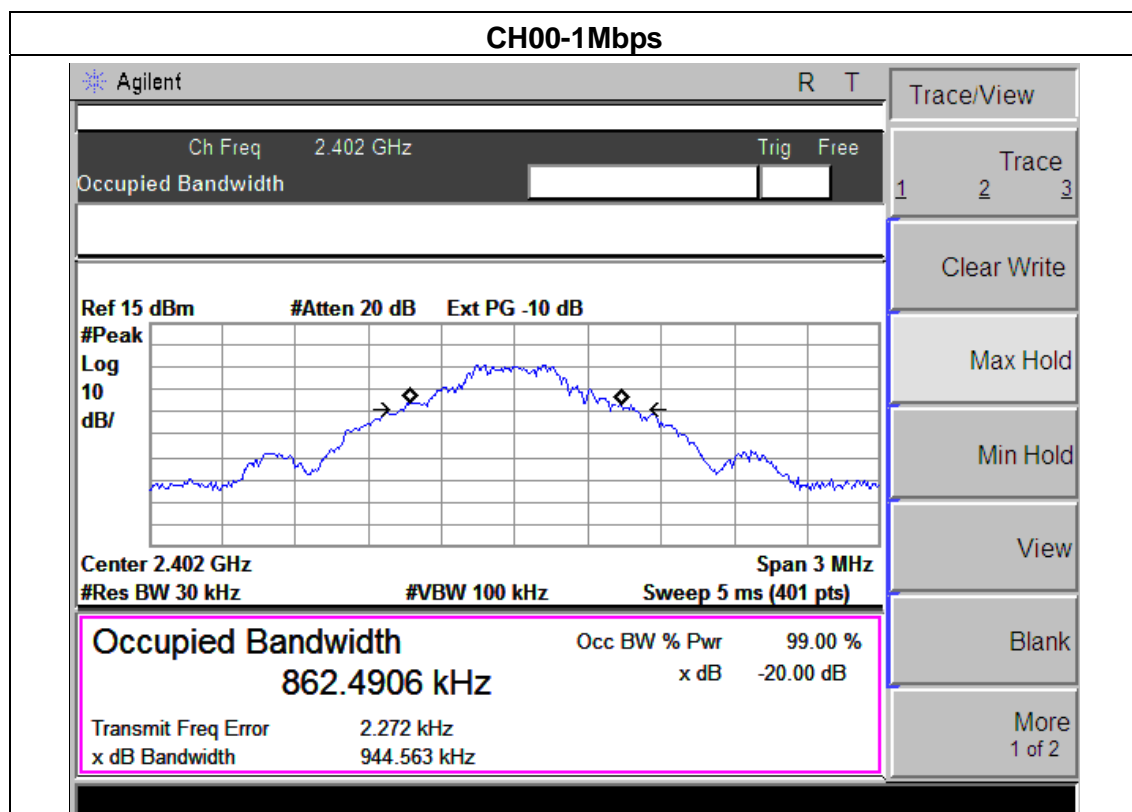 CH00-1Mbps
Agilent R T
Trace/View
Ch Freq 2.402 GHz Trig Free
Occupied Bandwidth
Trace
1 2 3
Clear Write
Max Hold
Min Hold
View
Blank
More
1 of 2
Ref 15 dBm #Atten 20 dB Ext PG -10 dB
#Peak
Log
10
dB/
Center 2.402 GHz Span 3 MHz
#Res BW 30 kHz #VBW 100 kHz Sweep 5 ms (401 pts)
Occupied Bandwidth Occ BW % Pwr 99.00 %
862.4906 kHz x dB -20.00 dB
Transmit Freq Error 2.272 kHz
x dB Bandwidth 944.563 kHz